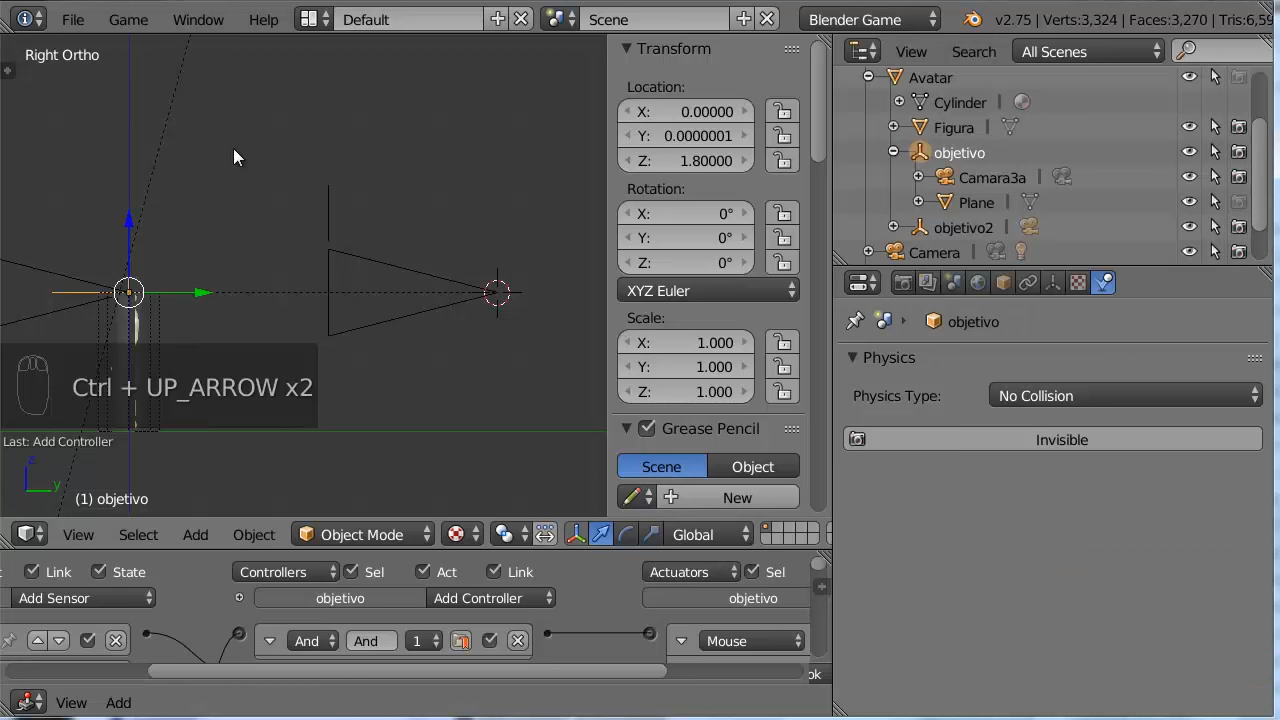 File Game Window Help Default Scene Blender Game v2.75 | Verts:3,324 | Faces:3,270 | Tris:6,59
Right Ortho
Transform
Location:
X: 0.00000
Y: 0.0000001
Z: 1.80000
Rotation:
X: 0°
Y: 0°
Z: 0°
XYZ Euler
Scale:
X: 1.000
Y: 1.000
Z: 1.000
Grease Pencil
Scene Object
New
Ctrl + UP_ARROW x2
Last: Add Controller
z
y
(1) objetivo
View Select Add Object Object Mode Global
Link State Controllers Sel Act Link Actuators Sel
Add Sensor objetivo Add Controller objetivo
And And 1 Mouse
ok
View Add
View Search All Scenes
Avatar
Cylinder
Figura
objetivo
Camara3a
Plane
objetivo2
Camera
objetivo
Physics
Physics Type: No Collision
Invisible